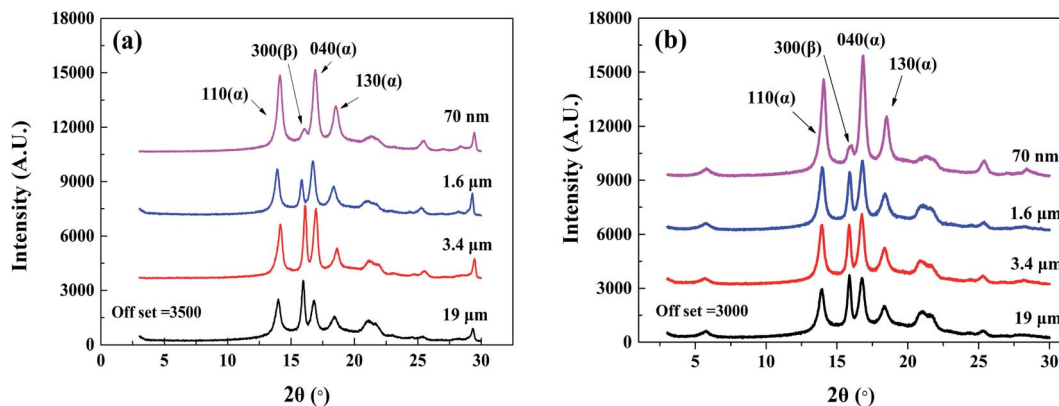 (a)
Intensity (A.U.)
18000
15000
12000
9000
6000
3000
0
110(α)
300(β)
040(α)
130(α)
70 nm
1.6 μm
3.4 μm
19 μm
Off set =3500
0 5 10 15 20 25 30
2θ (°)
(b)
Intensity (A.U.)
18000
15000
12000
9000
6000
3000
0
110(α)
300(β)
040(α)
130(α)
70 nm
1.6 μm
3.4 μm
19 μm
Off set =3000
5 10 15 20 25 30
2θ (°)